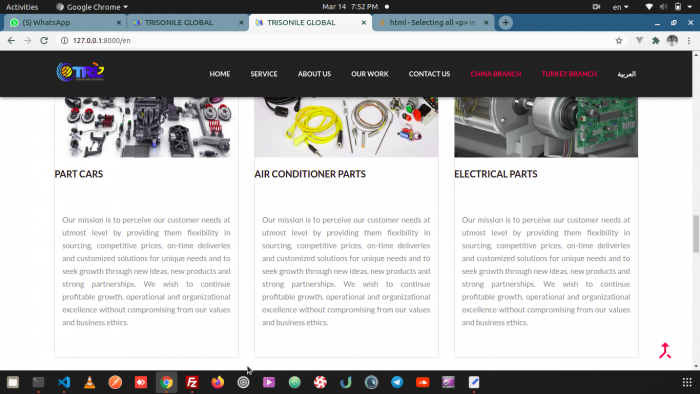 Activities
Google Chrome
Mar 14 7:52 PM
en
(5) WhatsApp
TRISONILE GLOBAL
TRISONILE GLOBAL
html - Selecting all <p> in
127.0.0.1:8000/en
HOME
SERVICE
ABOUT US
OUR WORK
CONTACT US
CHINA BRANCH
TURKEY BRANCH
العربية
PART CARS
AIR CONDITIONER PARTS
ELECTRICAL PARTS
Our mission is to perceive our customer needs at
utmost level by providing them flexibility in
sourcing, competitive prices, on-time deliveries
and customized solutions for unique needs and to
seek growth through new ideas, new products and
strong partnerships. We wish to continue
profitable growth, operational and organizational
excellence without compromising from our values
and business ethics.
Our mission is to perceive our customer needs at
utmost level by providing them flexibility in
sourcing, competitive prices, on-time deliveries
and customized solutions for unique needs and to
seek growth through new ideas, new products and
strong partnerships. We wish to continue
profitable growth, operational and organizational
excellence without compromising from our values
and business ethics.
Our mission is to perceive our customer needs at
utmost level by providing them flexibility in
sourcing, competitive prices, on-time deliveries
and customized solutions for unique needs and to
seek growth through new ideas, new products and
strong partnerships. We wish to continue
profitable growth, operational and organizational
excellence without compromising from our values
and business ethics.